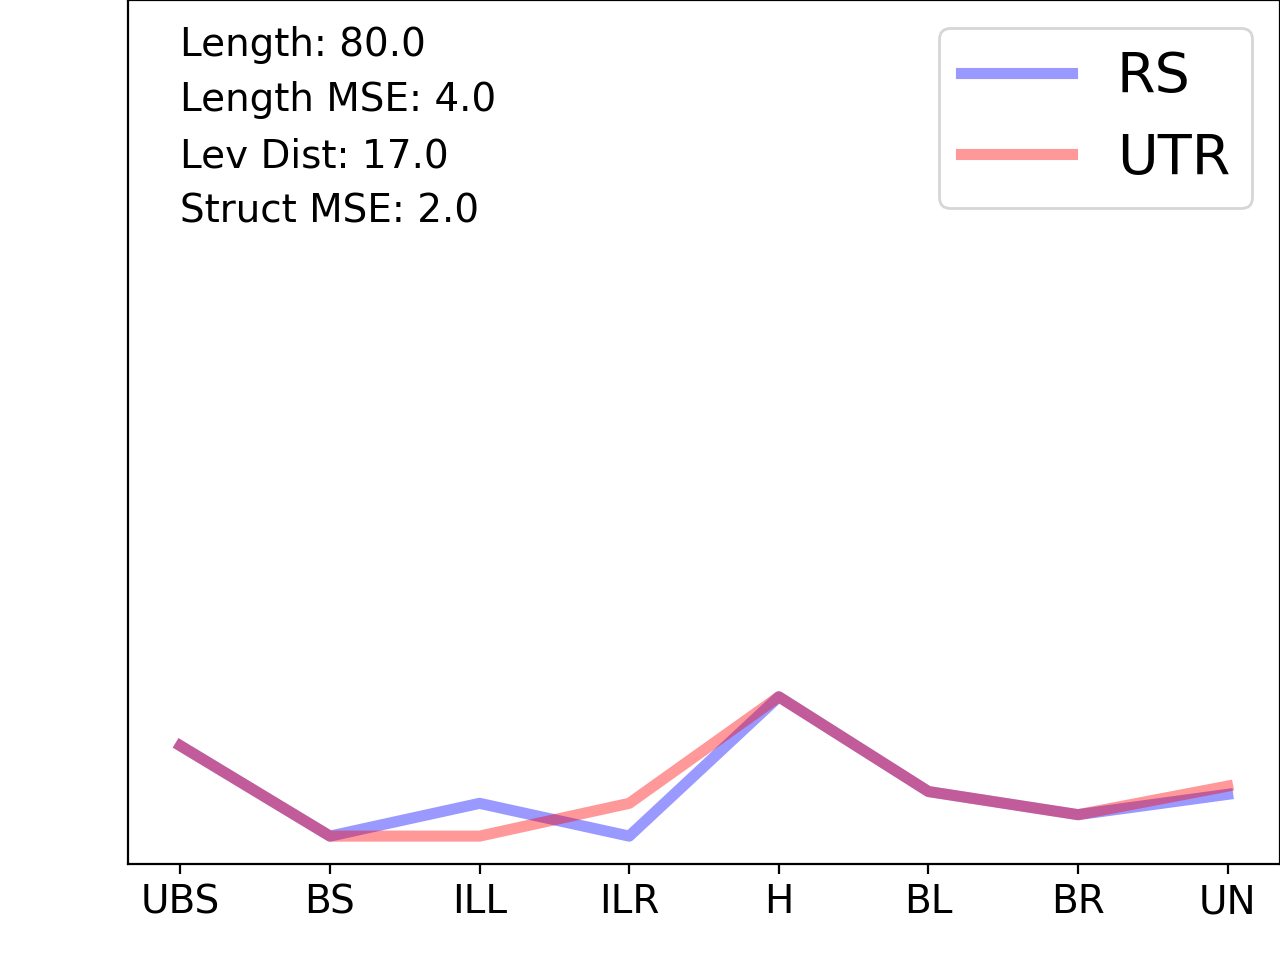 Length: 80.0
Length MSE: 4.0
Lev Dist: 17.0
Struct MSE: 2.0
RS
UTR
UBS BS ILL ILR H BL BR UN